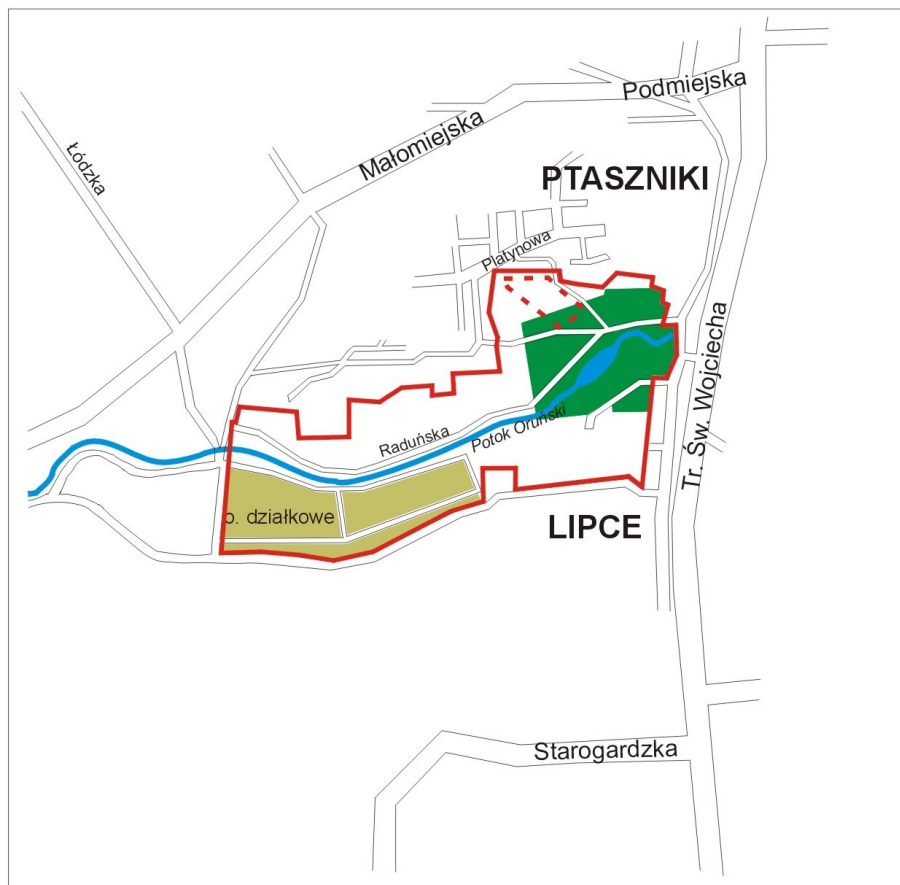 Podmiejska
Małomiejska
Łódzka
PTASZNIKI
Platynowa
Tr. Św. Wojciecha
Raduńska
Potok Oruński
o. działkowe
LIPCE
Starogardzka